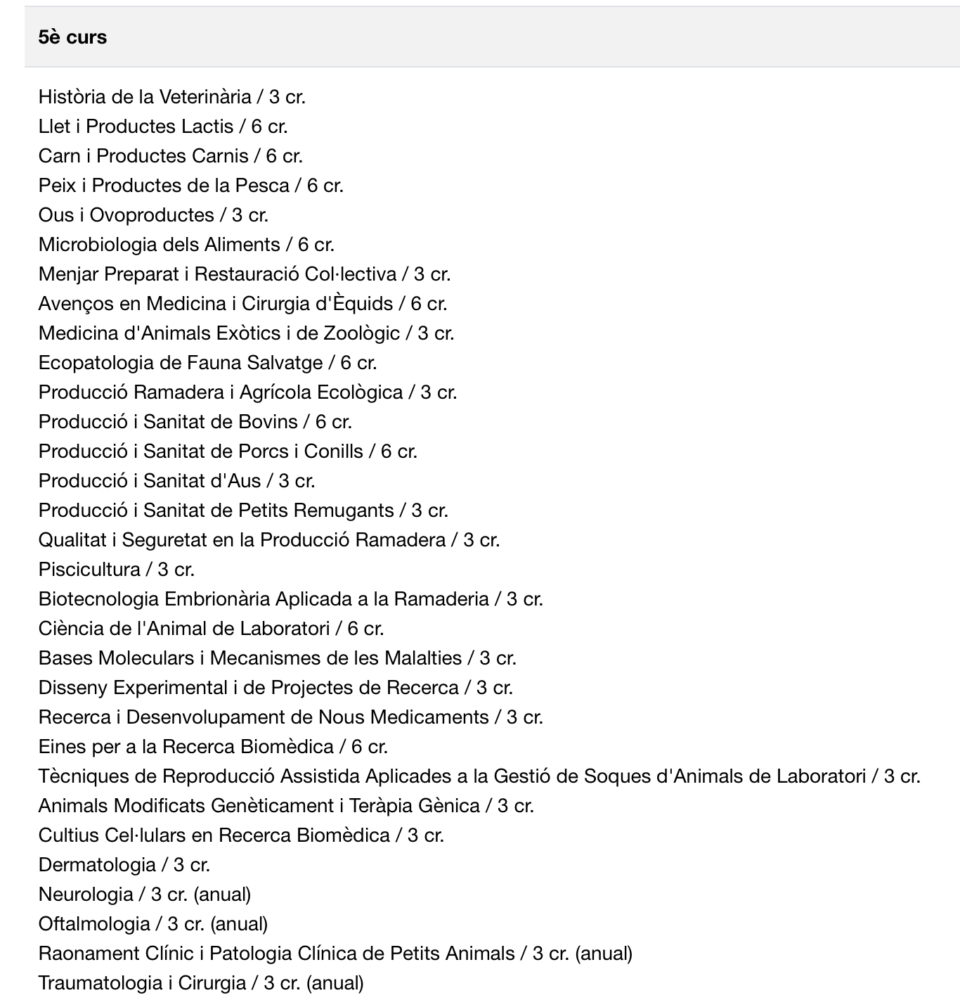 5è curs
Història de la Veterinària / 3 cr.
Llet i Productes Lactis / 6 cr.
Carn i Productes Carnis / 6 cr.
Peix i Productes de la Pesca / 6 cr.
Ous i Ovoproductes / 3 cr.
Microbiologia dels Aliments / 6 cr.
Menjar Preparat i Restauració Col·lectiva / 3 cr.
Avenços en Medicina i Cirurgia d'Èquids / 6 cr.
Medicina d'Animals Exòtics i de Zoològic / 3 cr.
Ecopatologia de Fauna Salvatge / 6 cr.
Producció Ramadera i Agrícola Ecològica / 3 cr.
Producció i Sanitat de Bovins / 6 cr.
Producció i Sanitat de Porcs i Conills / 6 cr.
Producció i Sanitat d'Aus / 3 cr.
Producció i Sanitat de Petits Remugants / 3 cr.
Qualitat i Seguretat en la Producció Ramadera / 3 cr.
Piscicultura / 3 cr.
Biotecnologia Embrionària Aplicada a la Ramaderia / 3 cr.
Ciència de l'Animal de Laboratori / 6 cr.
Bases Moleculars i Mecanismes de les Malalties / 3 cr.
Disseny Experimental i de Projectes de Recerca / 3 cr.
Recerca i Desenvolupament de Nous Medicaments / 3 cr.
Eines per a la Recerca Biomèdica / 6 cr.
Tècniques de Reproducció Assistida Aplicades a la Gestió de Soques d'Animals de Laboratori / 3 cr.
Animals Modificats Genèticament i Teràpia Gènica / 3 cr.
Cultius Cel·lulars en Recerca Biomèdica / 3 cr.
Dermatologia / 3 cr.
Neurologia / 3 cr. (anual)
Oftalmologia / 3 cr. (anual)
Raonament Clínic i Patologia Clínica de Petits Animals / 3 cr. (anual)
Traumatologia i Cirurgia / 3 cr. (anual)